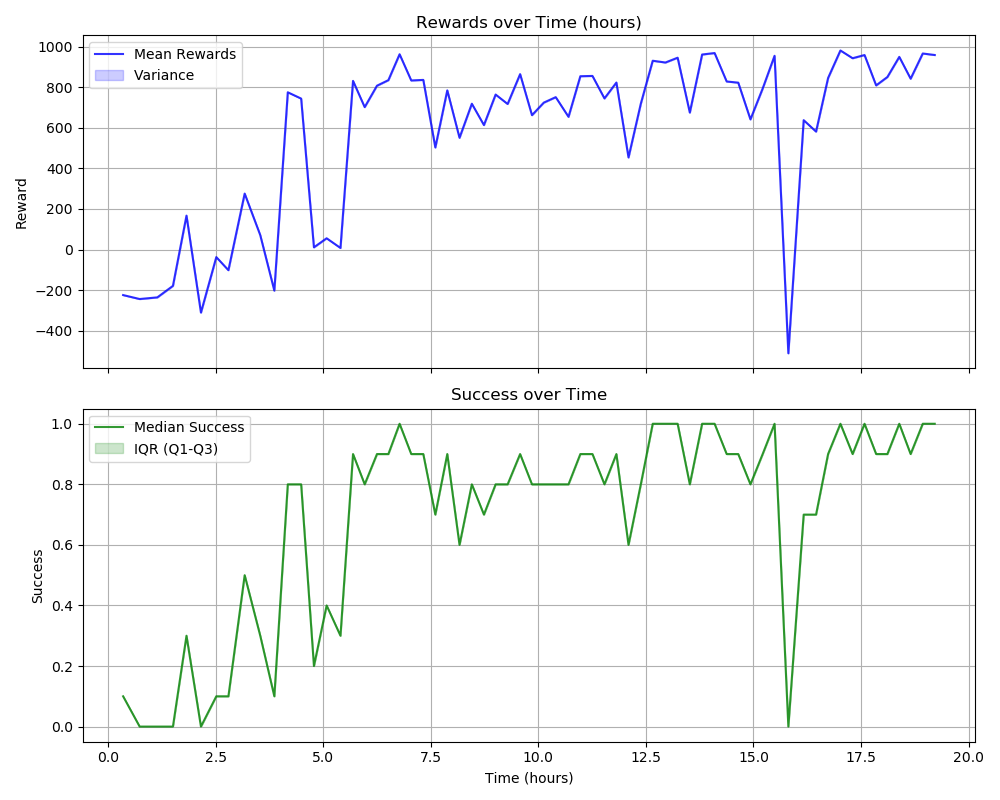 Rewards over Time (hours)
Mean Rewards
Variance
1000
800
600
400
200
0
−200
−400
Reward
Success over Time
Median Success
IQR (Q1-Q3)
1.0
0.8
0.6
0.4
0.2
0.0
Success
0.0 2.5 5.0 7.5 10.0 12.5 15.0 17.5 20.0
Time (hours)